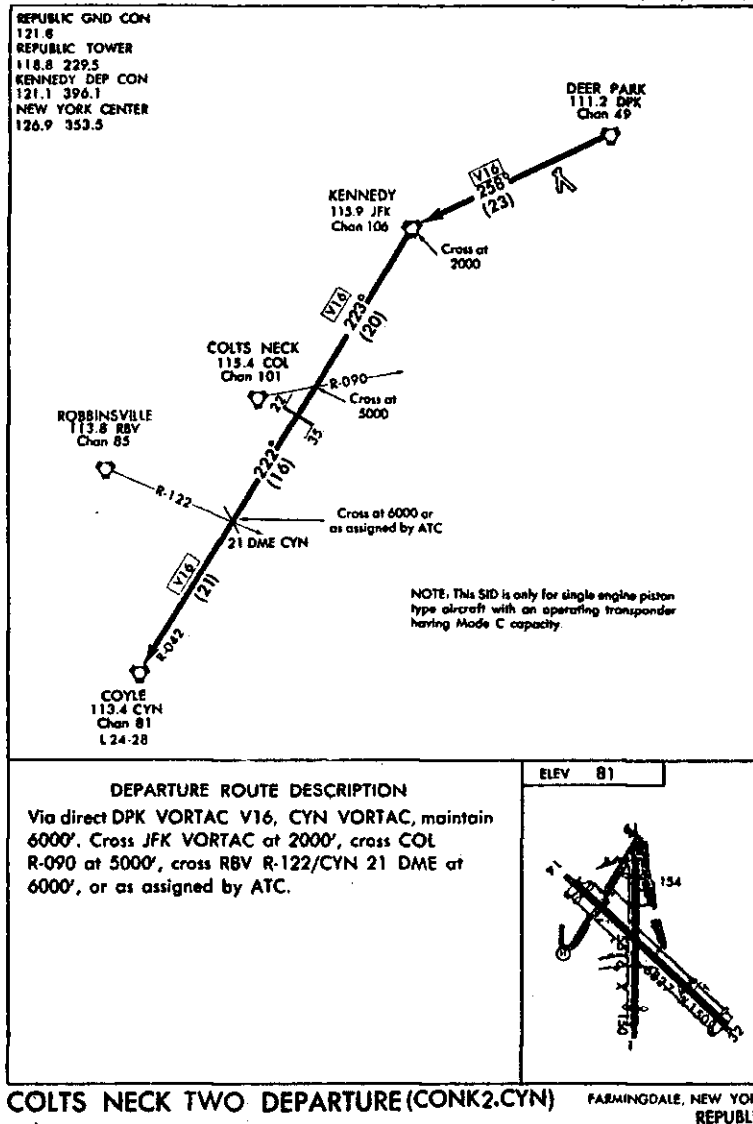 REPUBLIC GND CON
121.6
REPUBLIC TOWER
118.8 229.5
KENNEDY DEP CON
121.1 396.1
NEW YORK CENTER
126.9 353.5
DEER PARK
111.2 DPK
Chan 49
V16
258°
(23)
KENNEDY
115.9 JFK
Chan 106
Cross at
2000
V16
223°
(20)
COLTS NECK
115.4 COL
Chan 101
R-090
Cross at
5000
22
35
ROBBINSVILLE
113.8 RBV
Chan 85
222°
(16)
R-122
Cross at 6000 or
as assigned by ATC
21 DME CYN
V16
(21)
NOTE: This SID is only for single engine piston
type aircraft with an operating transponder
having Mode C capacity.
R-042
COYLE
113.4 CYN
Chan 81
L 24-28
DEPARTURE ROUTE DESCRIPTION
Via direct DPK VORTAC V16, CYN VORTAC, maintain
6000'. Cross JFK VORTAC at 2000', cross COL
R-090 at 5000', cross RBV R-122/CYN 21 DME at
6000', or as assigned by ATC.
ELEV 81
14
154
H
X 150
32
1
COLTS NECK TWO DEPARTURE (CONK2.CYN)
FARMINGDALE, NEW YOR
REPUBL